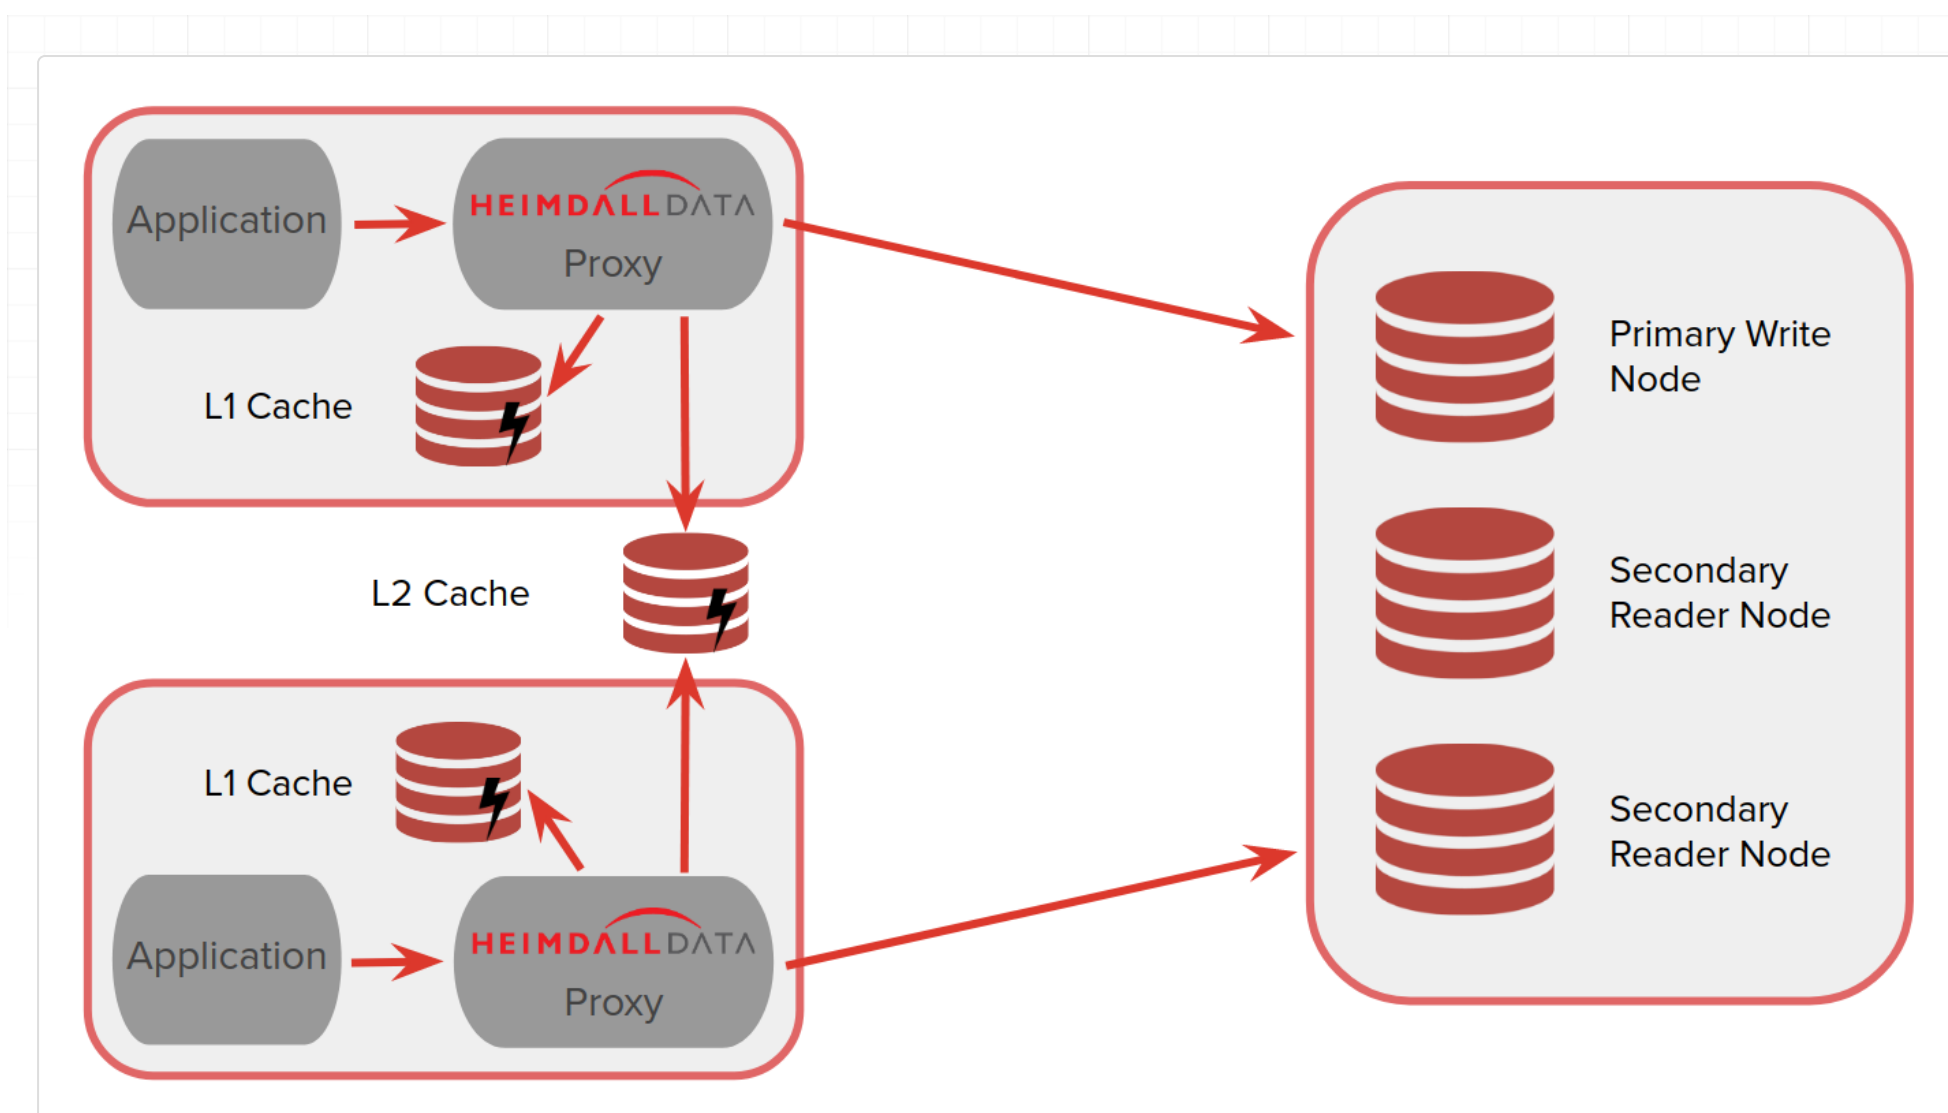 Application
HEIMDALLDATA
Proxy
L1 Cache
L2 Cache
L1 Cache
Application
HEIMDALLDATA
Proxy
Primary Write
Node
Secondary
Reader Node
Secondary
Reader Node